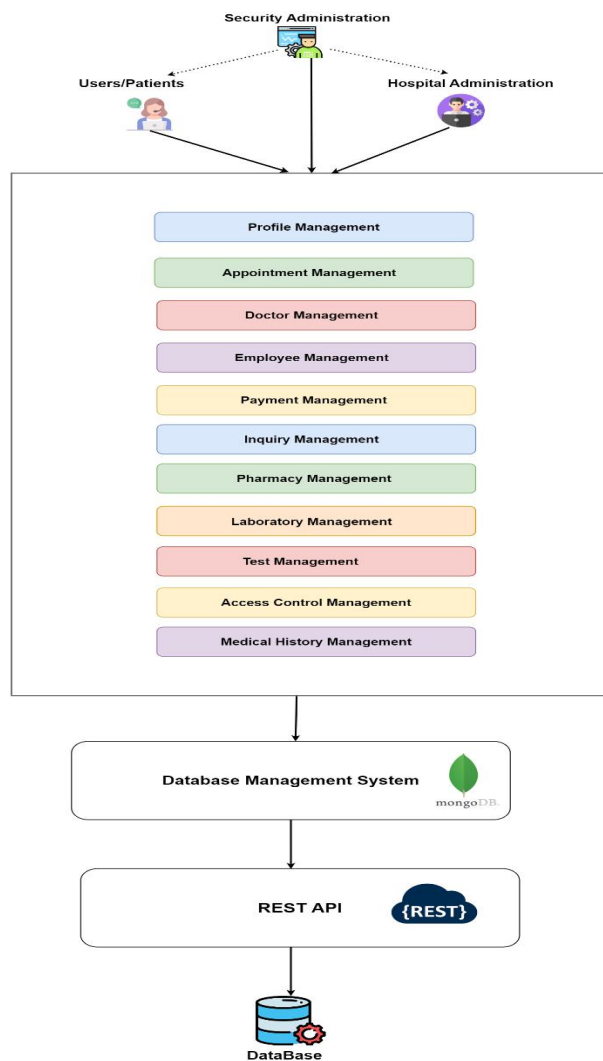 Security Administration
Users/Patients
Hospital Administration
Profile Management
Appointment Management
Doctor Management
Employee Management
Payment Management
Inquiry Management
Pharmacy Management
Laboratory Management
Test Management
Access Control Management
Medical History Management
Database Management System
mongoDB.
REST API
{REST}
DataBase